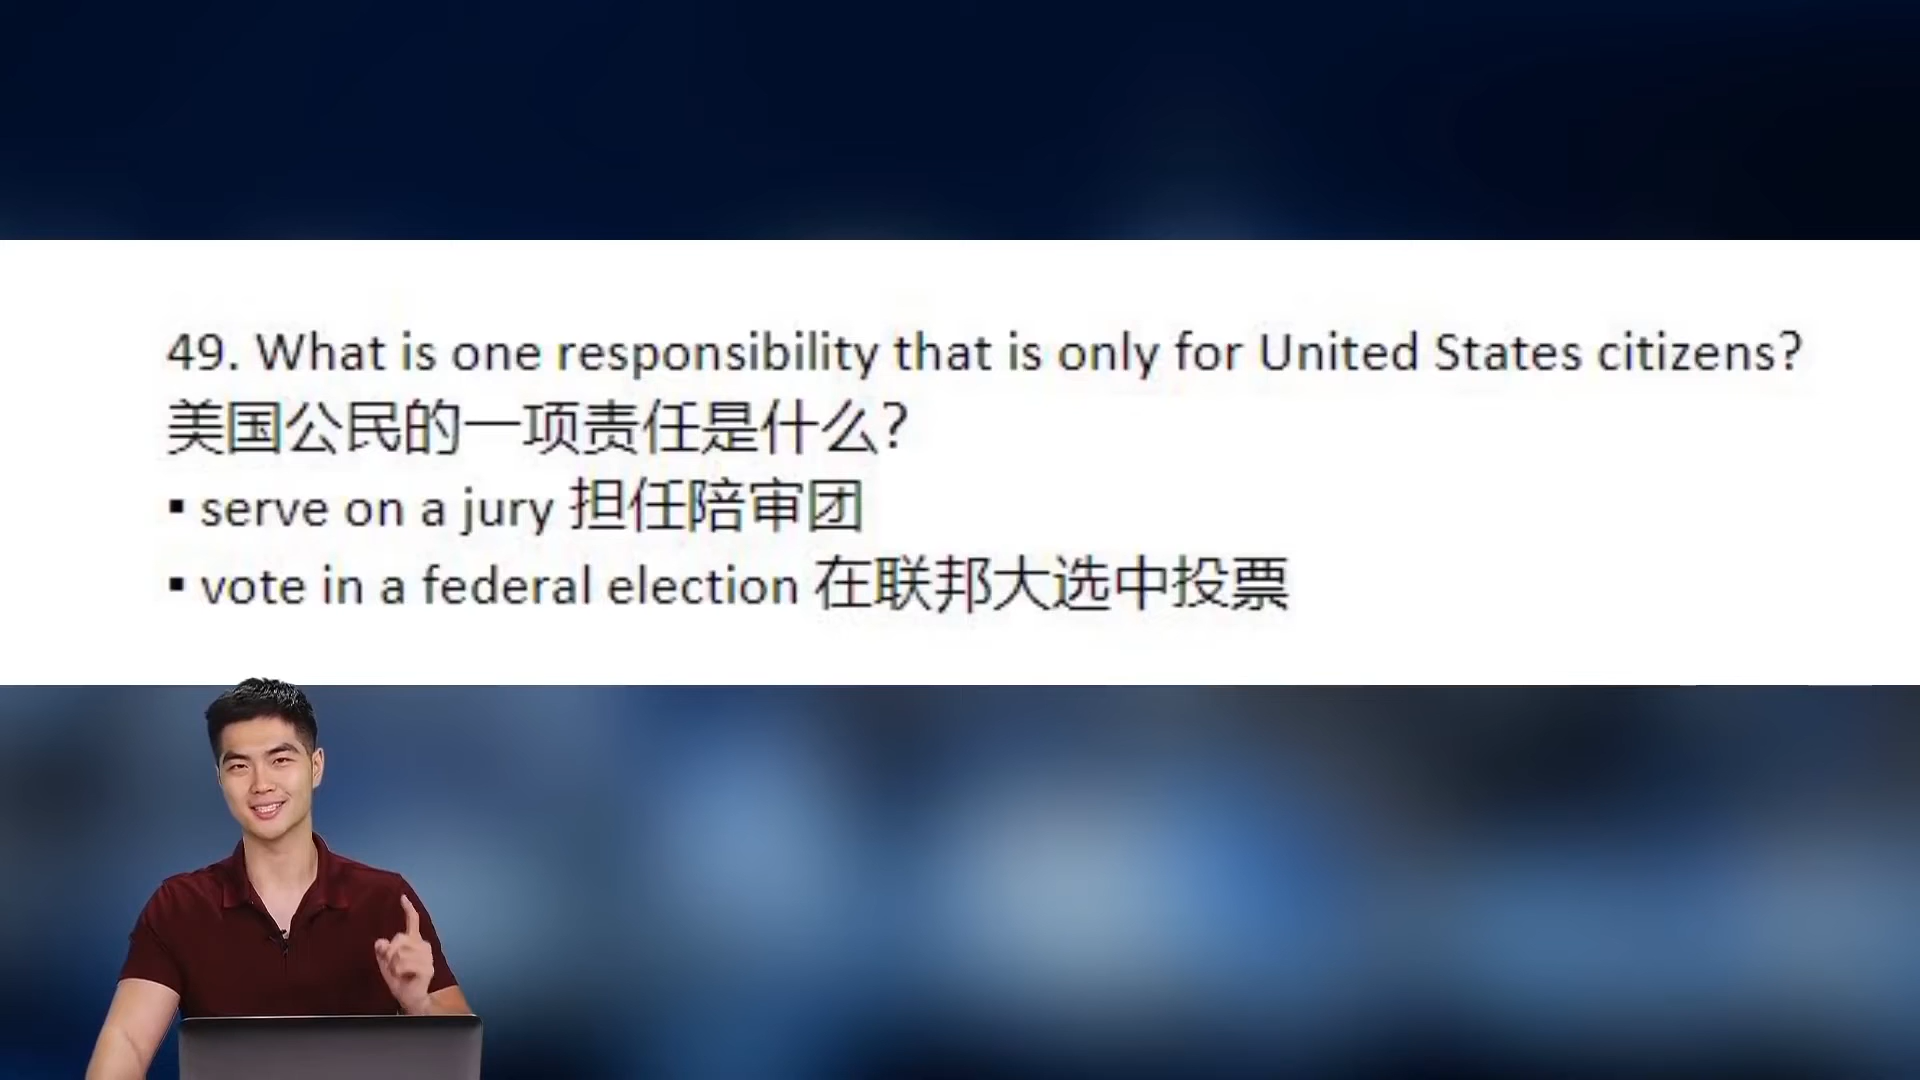 49. What is one responsibility that is only for United States citizens?
美国公民的一项责任是什么?
▪ serve on a jury 担任陪审团
▪ vote in a federal election 在联邦大选中投票